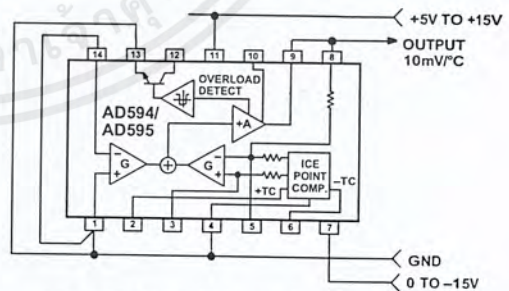 +5V TO +15V
OUTPUT
10mV/°C
14
13
12
11
10
9
8
OVERLOAD
DETECT
AD594/
AD595
+A
G
G
ICE
POINT
COMP.
+TC
–TC
1
2
3
4
5
6
7
GND
0 TO –15V